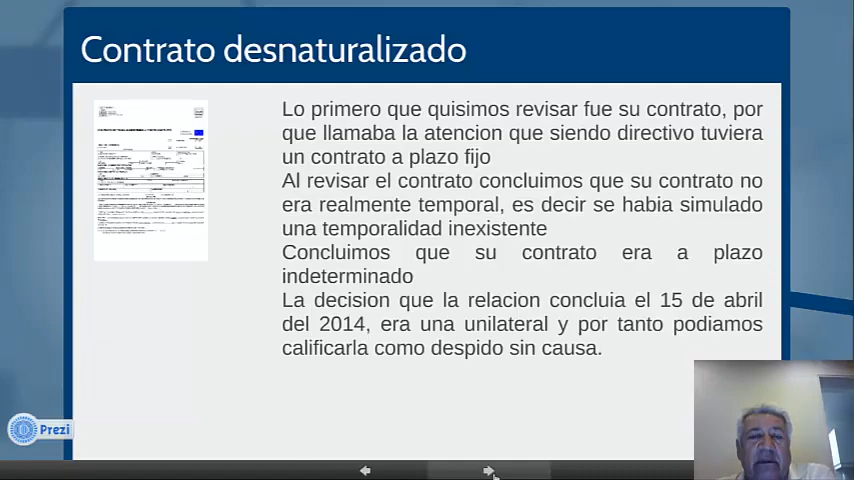 Contrato desnaturalizado
Lo primero que quisimos revisar fue su contrato, por
que llamaba la atencion que siendo directivo tuviera
un contrato a plazo fijo
Al revisar el contrato concluimos que su contrato no
era realmente temporal, es decir se habia simulado
una temporalidad inexistente
Concluimos que su contrato era a plazo
indeterminado
La decision que la relacion concluia el 15 de abril
del 2014, era una unilateral y por tanto podiamos
calificarla como despido sin causa.
Prezi